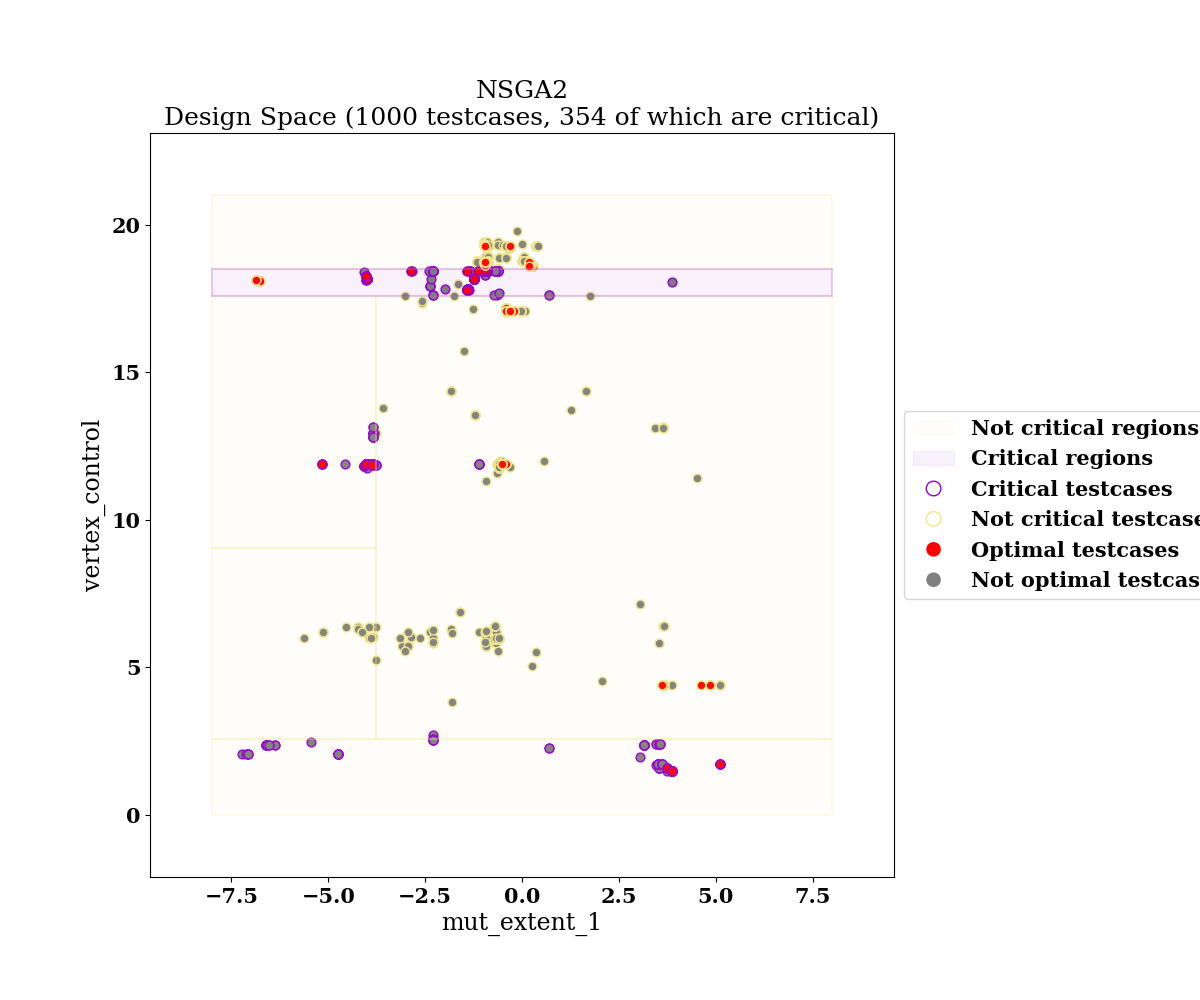 NSGA2
Design Space (1000 testcases, 354 of which are critical)
20
15
10
5
0
vertex_control
−7.5 −5.0 −2.5 0.0 2.5 5.0 7.5
mut_extent_1
Not critical regions
Critical regions
Critical testcases
Not critical testcase
Optimal testcases
Not optimal testcas